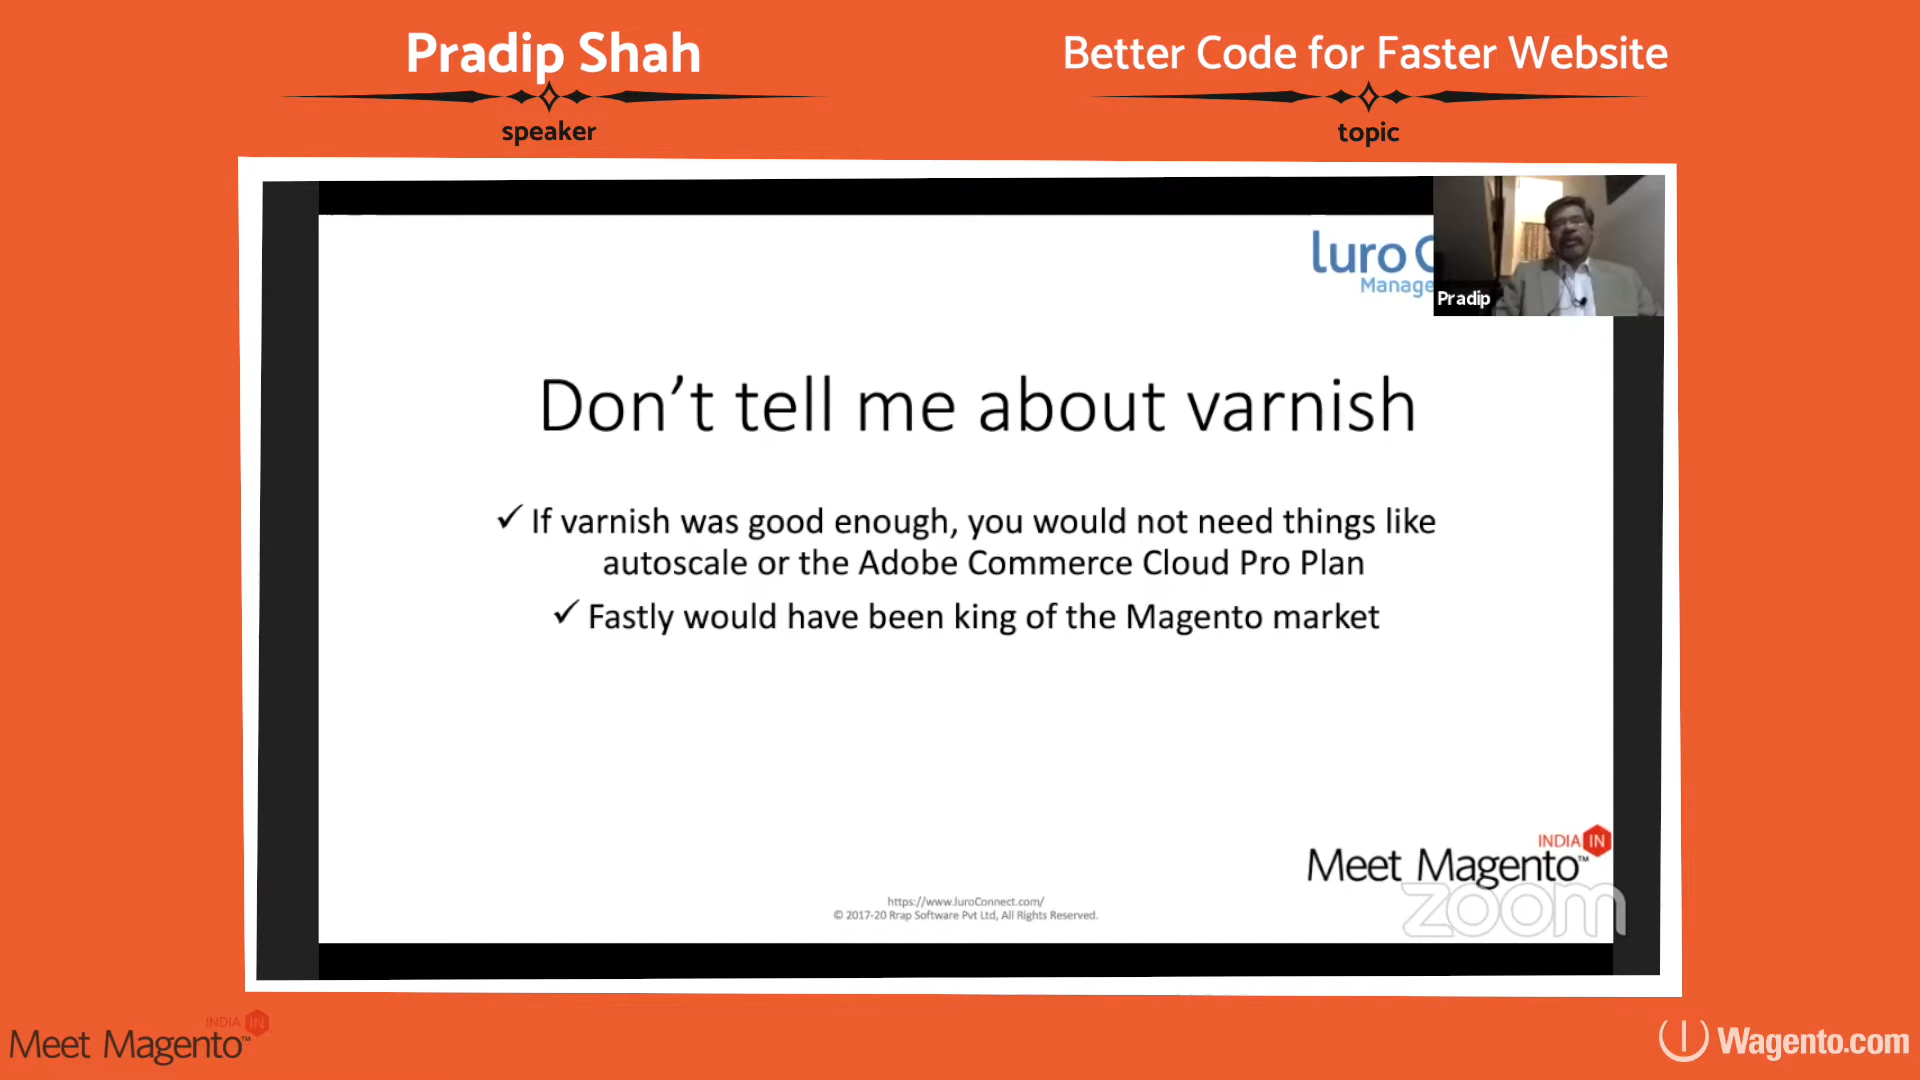 Pradip Shah
speaker
Better Code for Faster Website
topic
luro
Manage
Pradip
Don’t tell me about varnish
✓ If varnish was good enough, you would not need things like
autoscale or the Adobe Commerce Cloud Pro Plan
✓ Fastly would have been king of the Magento market
INDIA IN
Meet Magento™
zoom
https://www.luroConnect.com/
© 2017-20 Rrap Software Pvt Ltd, All Rights Reserved.
INDIA IN
Meet Magento™
Wagento.com